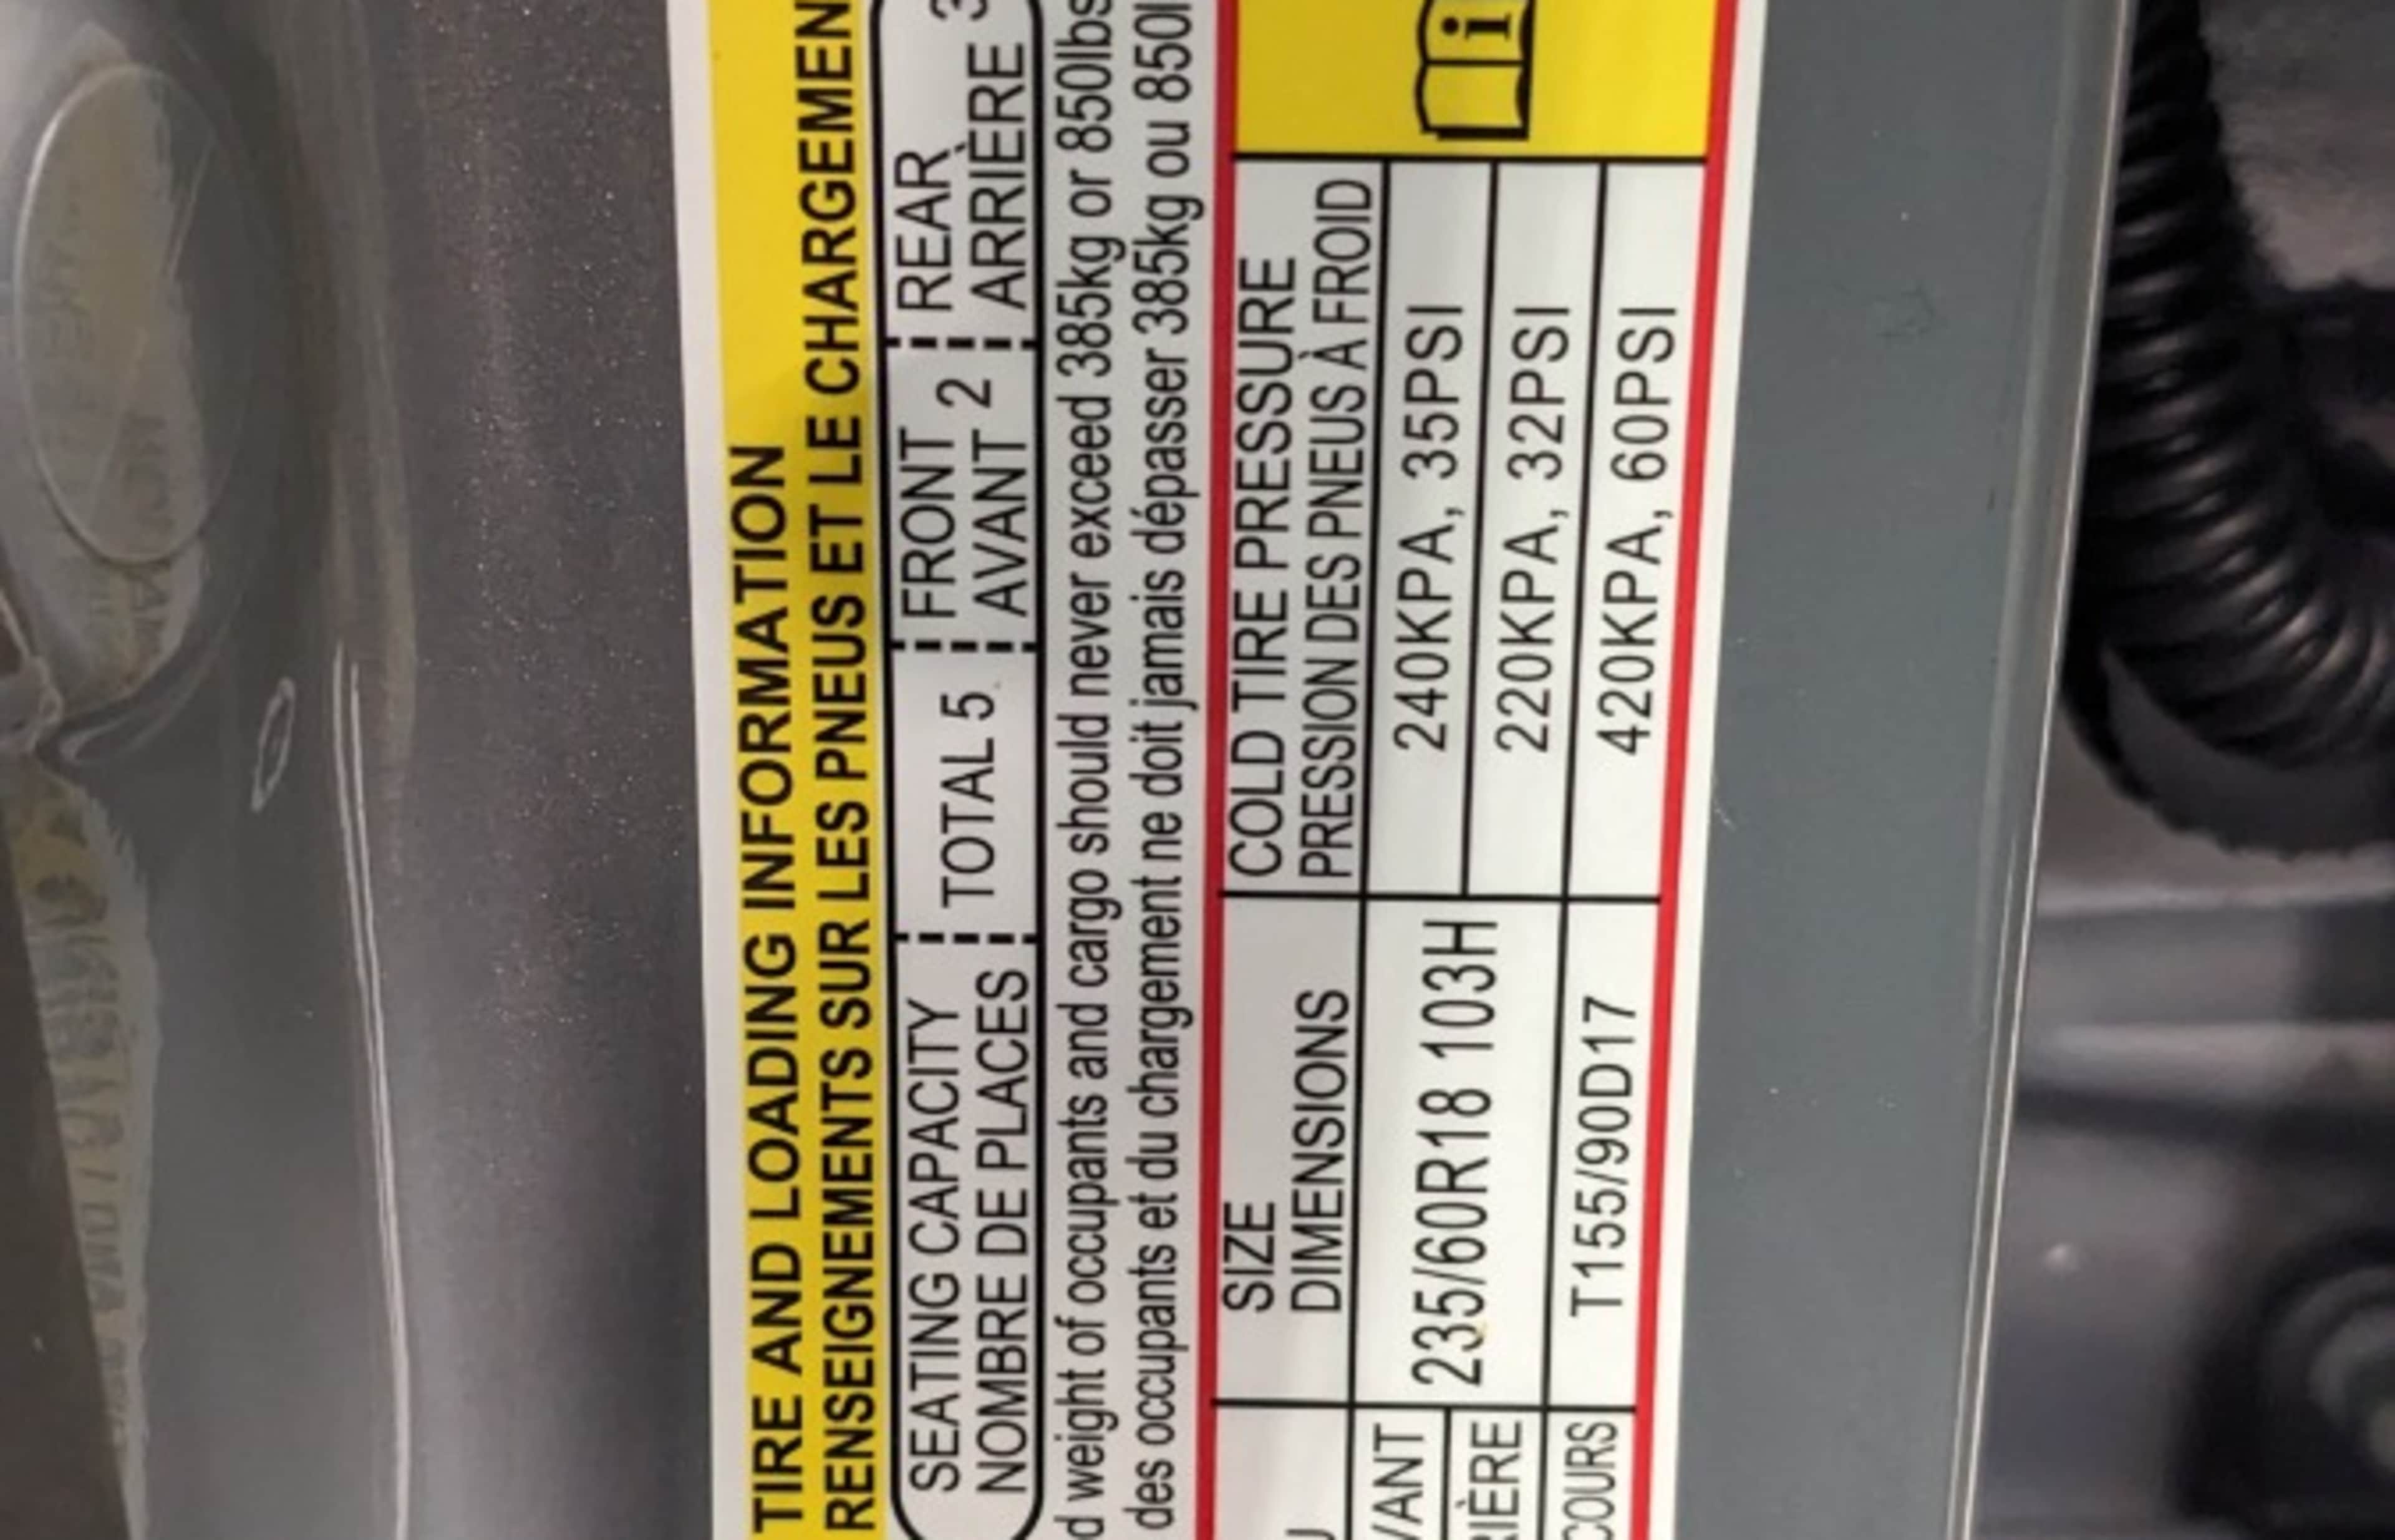 TIRE AND LOADING INFORMATION
RENSEIGNEMENTS SUR LES PNEUS ET LE CHARGEMEN
SEATING CAPACITY
NOMBRE DE PLACES
TOTAL 5
FRONT
AVANT 2
REAR
ARRIÈRE 3
d weight of occupants and cargo should never exceed 385kg or 850lbs
des occupants et du chargement ne doit jamais dépasser 385kg ou 850l
SIZE
DIMENSIONS
COLD TIRE PRESSURE
PRESSION DES PNEUS À FROID
VANT
235/60R18 103H
240KPA, 35PSI
RIÈRE
220KPA, 32PSI
COURS
T155/90D17
420KPA, 60PSI
i